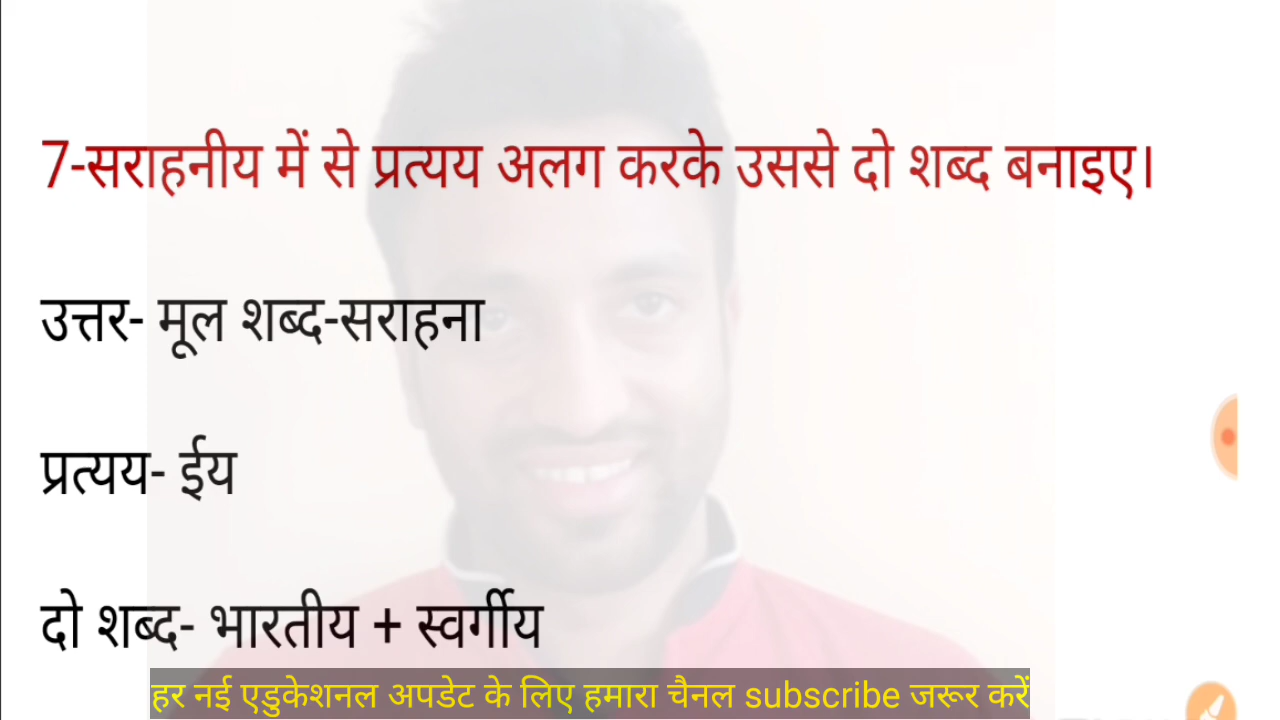 7-सराहनीय में से प्रत्यय अलग करके उससे दो शब्द बनाइए।
उत्तर- मूल शब्द-सराहना
प्रत्यय- ईय
दो शब्द- भारतीय + स्वर्गीय
हर नई एडुकेशनल अपडेट के लिए हमारा चैनल subscribe जरूर करें